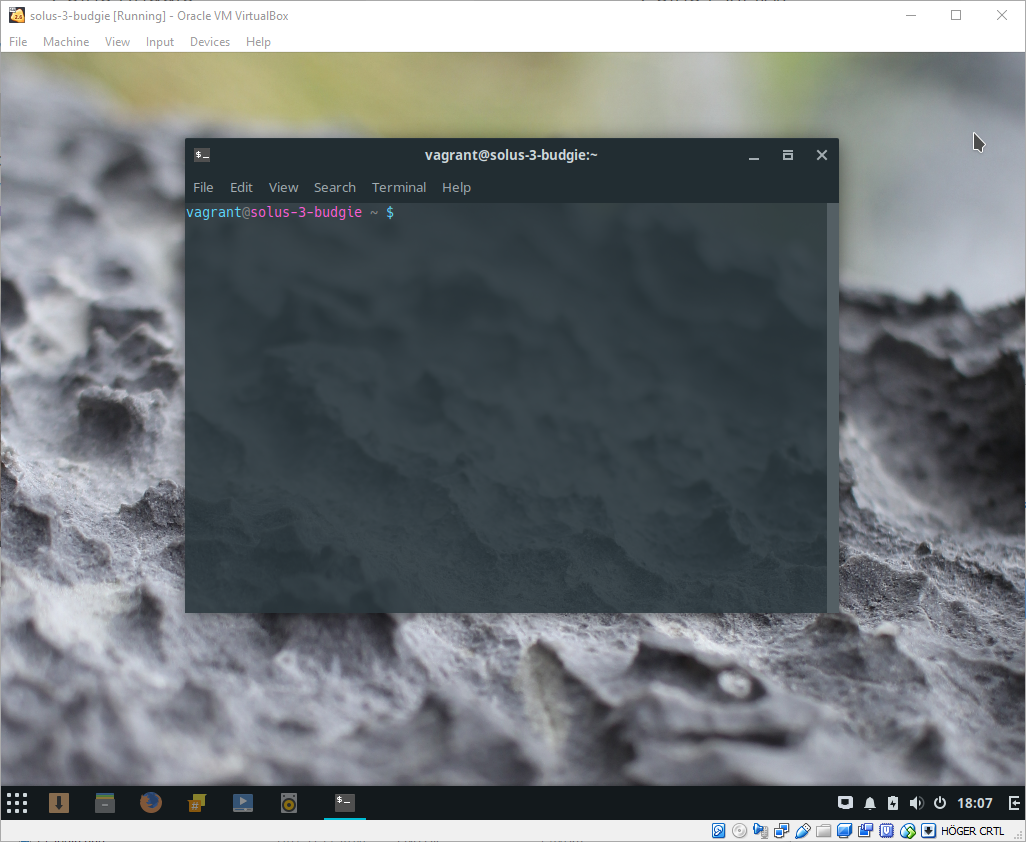 solus-3-budgie [Running] - Oracle VM VirtualBox
File Machine View Input Devices Help
vagrant@solus-3-budgie:~
File Edit View Search Terminal Help
vagrant@solus-3-budgie ~ $
18:07
HÖGER CRTL